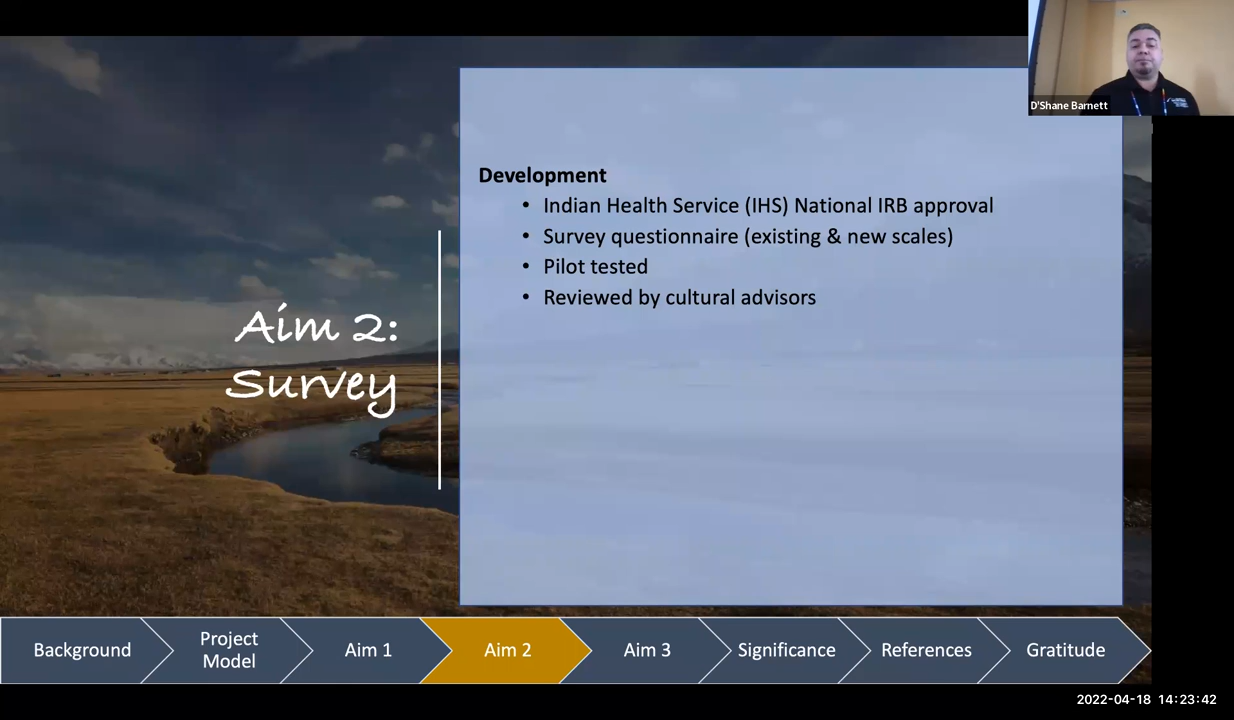 D'Shane Barnett
Development
• Indian Health Service (IHS) National IRB approval
• Survey questionnaire (existing & new scales)
• Pilot tested
• Reviewed by cultural advisors
Aim 2:
Survey
Background
Project
Model
Aim 1
Aim 2
Aim 3
Significance
References
Gratitude
2022-04-18 14:23:42